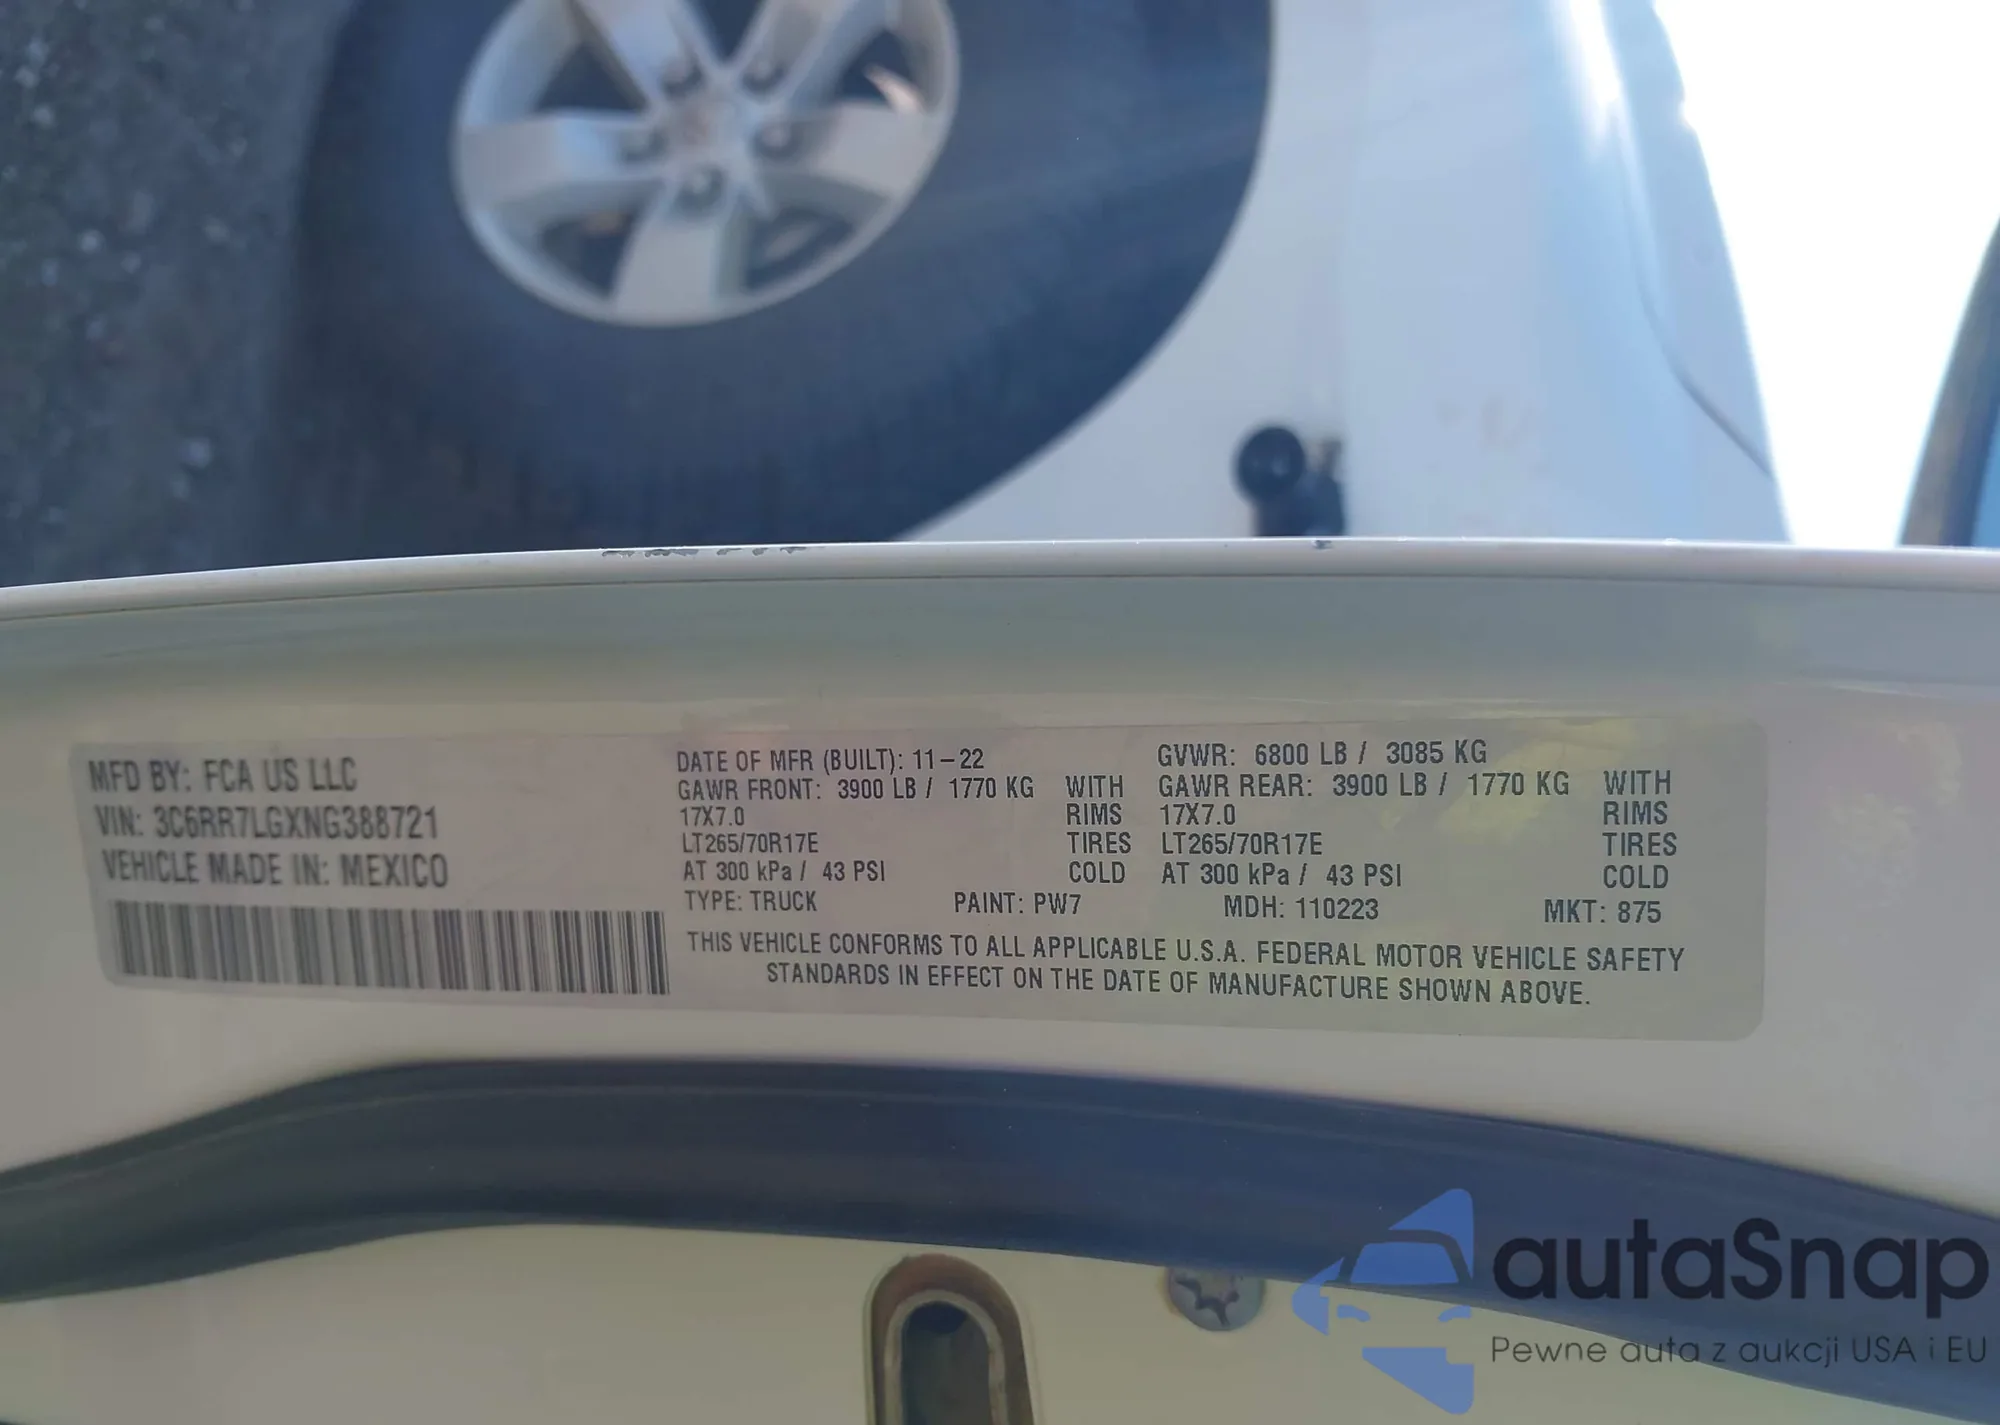 MFD BY: FCA US LLC
VIN: 3C6RR7LGXNG388721
VEHICLE MADE IN: MEXICO
DATE OF MFR (BUILT): 11-22 GVWR: 6800 LB / 3085 KG
GAWR FRONT: 3900 LB / 1770 KG WITH GAWR REAR: 3900 LB / 1770 KG WITH
17X7.0 RIMS 17X7.0 RIMS
LT265/70R17E TIRES LT265/70R17E TIRES
AT 300 kPa / 43 PSI COLD AT 300 kPa / 43 PSI COLD
TYPE: TRUCK PAINT: PW7 MDH: 110223 MKT: 875
THIS VEHICLE CONFORMS TO ALL APPLICABLE U.S.A. FEDERAL MOTOR VEHICLE SAFETY
STANDARDS IN EFFECT ON THE DATE OF MANUFACTURE SHOWN ABOVE.
autaSnap
Pewne auta z aukcji USA i EU